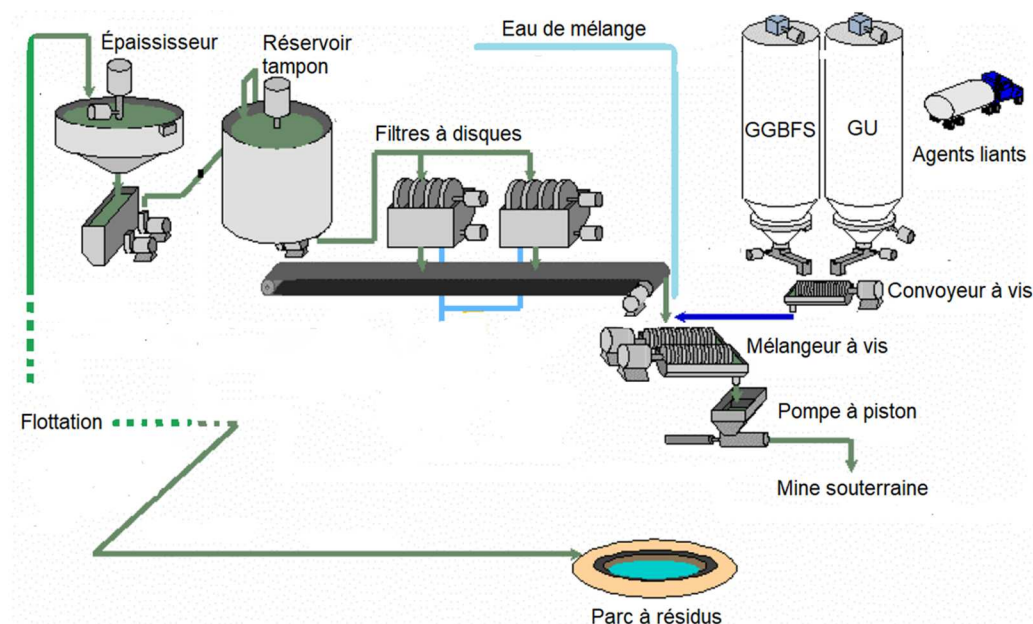 Épaississeur
Réservoir
tampon
Eau de mélange
Filtres à disques
GGBFS
GU
Agents liants
Convoyeur à vis
Mélangeur à vis
Pompe à piston
Flottation
Mine souterraine
Parc à résidus